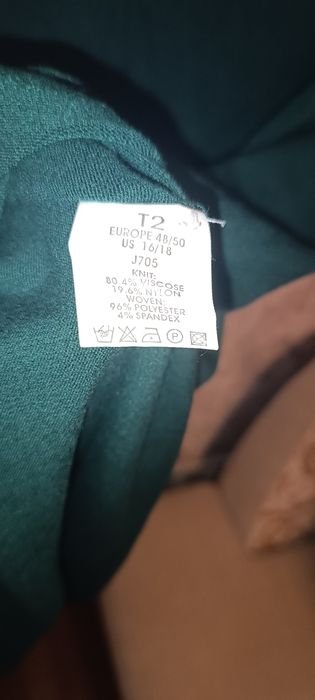 T2
EUROPE 48/50
US 16/18
J705
KNIT:
80.4% VISCOSE
19.6% NYLON
WOVEN:
96% POLYESTER
4% SPANDEX
P